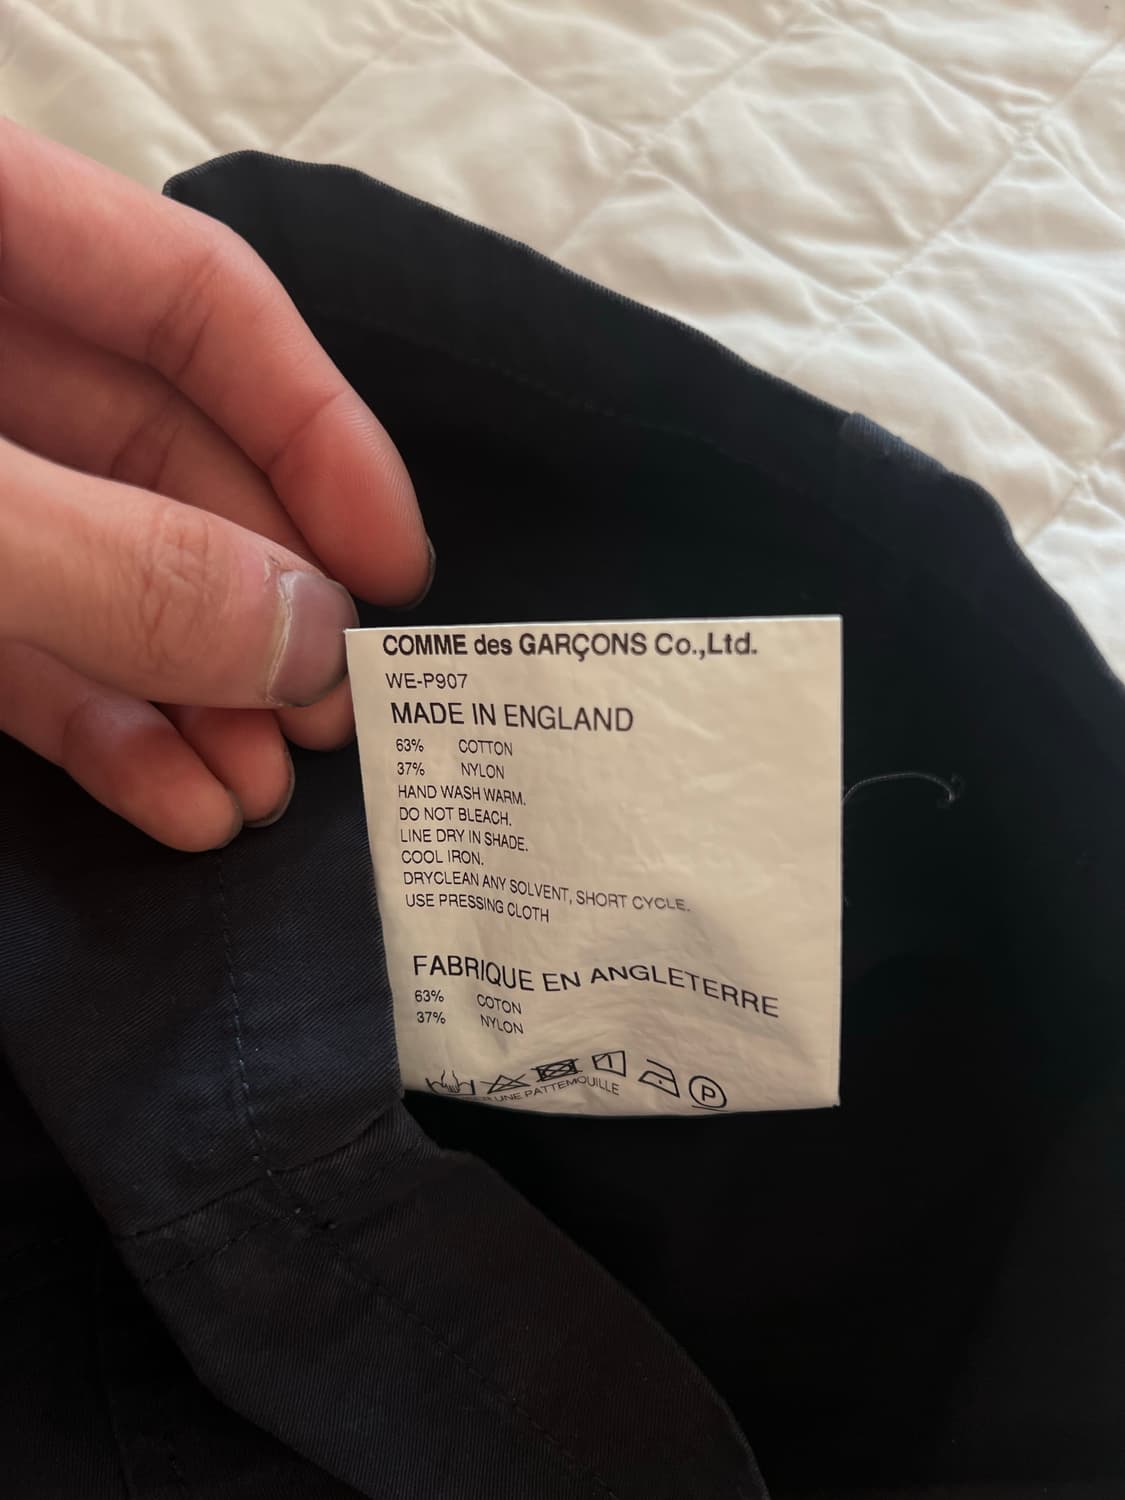 COMME des GARÇONS Co.,Ltd.
WE-P907
MADE IN ENGLAND
63% COTTON
37% NYLON
HAND WASH WARM.
DO NOT BLEACH.
LINE DRY IN SHADE.
COOL IRON.
DRYCLEAN ANY SOLVENT, SHORT CYCLE.
USE PRESSING CLOTH
FABRIQUE EN ANGLETERRE
63% COTON
37% NYLON
P
UNE PATTEMOUILLE